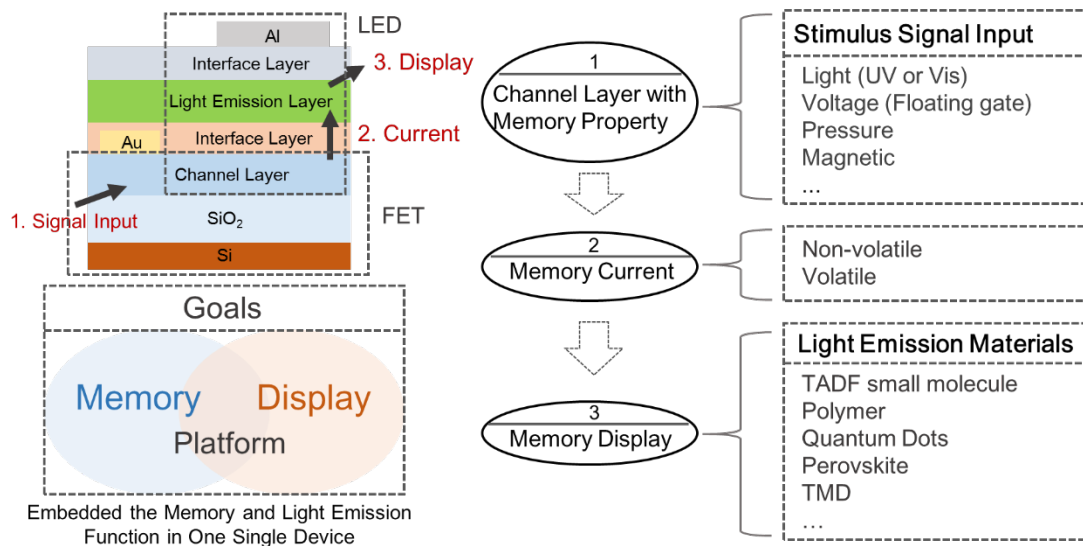 Al
LED
Interface Layer
3. Display
Light Emission Layer
Au
Interface Layer
2. Current
Channel Layer
1. Signal Input
SiO₂
FET
Si
Goals
Memory
Display
Platform
Embedded the Memory and Light Emission
Function in One Single Device
1
Channel Layer with
Memory Property
2
Memory Current
3
Memory Display
Stimulus Signal Input
Light (UV or Vis)
Voltage (Floating gate)
Pressure
Magnetic
...
Non-volatile
Volatile
Light Emission Materials
TADF small molecule
Polymer
Quantum Dots
Perovskite
TMD
...